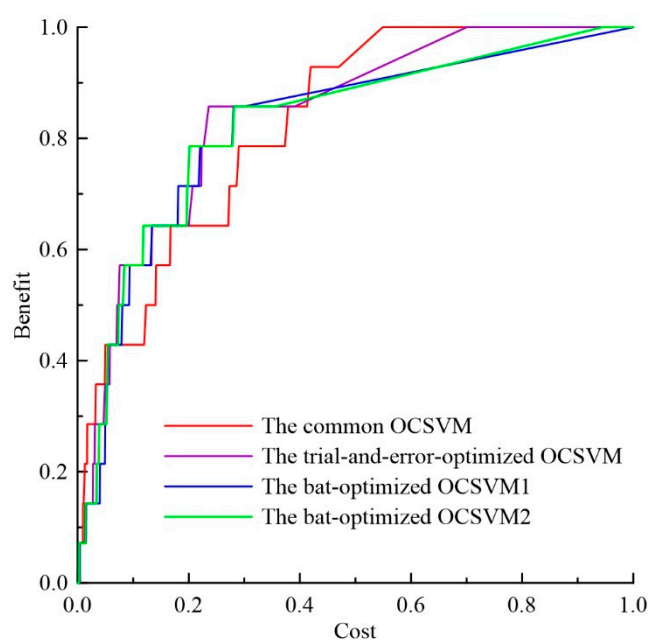 1.0
0.8
0.6
Benefit
0.4
The common OCSVM
The trial-and-error-optimized OCSVM
0.2
The bat-optimized OCSVM1
The bat-optimized OCSVM2
0.0
0.0 0.2 0.4 0.6 0.8 1.0
Cost